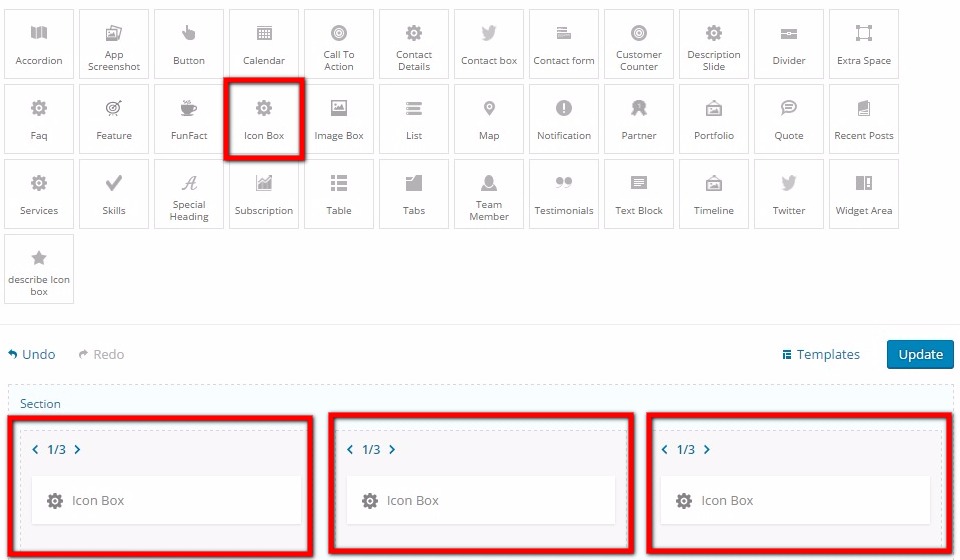 Accordion
App
Screenshot
Button
Calendar
Call To
Action
Contact
Details
Contact box
Contact form
Customer
Counter
Description
Slide
Divider
Extra Space
Faq
Feature
FunFact
Icon Box
Image Box
List
Map
Notification
Partner
Portfolio
Quote
Recent Posts
Services
Skills
Special
Heading
Subscription
Table
Tabs
Team
Member
Testimonials
Text Block
Timeline
Twitter
Widget Area
describe Icon
box
Undo Redo Templates Update
Section
1/3 1/3 1/3
Icon Box Icon Box Icon Box